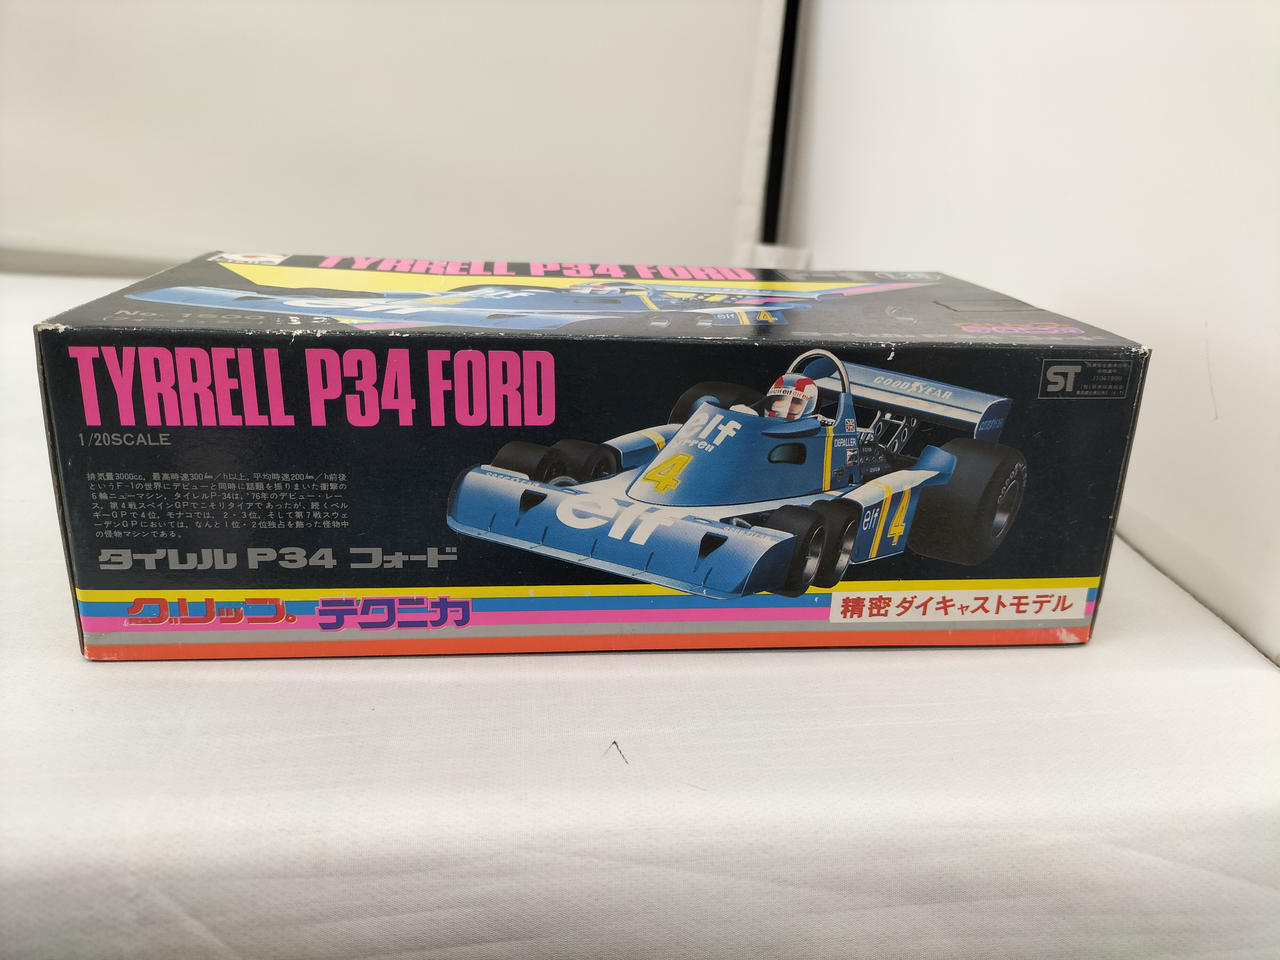 TYRRELL P34 FORD
TYRRELL P34 FORD
1/20SCALE
排気量3000cc, 最高時速300㎞/h以上, 平均時速200㎞/h前後
というF-1の世界にデビューと同時に話題を振りまいた衝撃の
6輪ニューマシン, タイレルP-34は, '76年のデビュー・レー
ス, 第4戦スペインGPでこそリタイアであったが, 続くベル
ギーGPで4位, モナコでは, 2・3位, そして第7戦スウェ
ーデンGPにおいては, なんと1位・2位独占を飾った怪物中
の怪物マシンである。
タイレル P34 フォード
グリップ。テクニカ
精密ダイキャストモデル
ST
GOODYEAR
elf
tyrrell
4
DEPAILLER
elf
elf
4